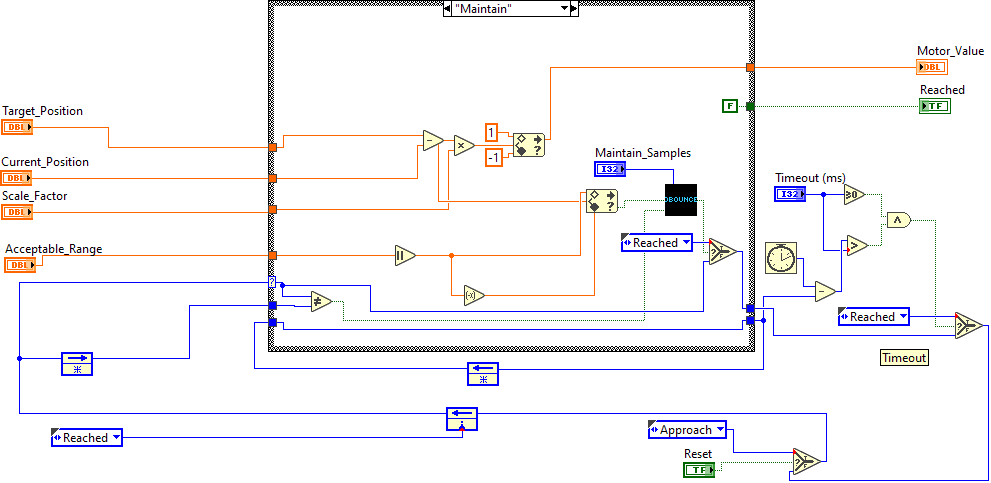 "Maintain"
Motor_Value
DBL
Reached
TF
F
Target_Position
DBL
Current_Position
DBL
Scale_Factor
DBL
Acceptable_Range
DBL
1
-1
?
Maintain_Samples
I32
DBOUNCE
Reached
?
T
F
Timeout (ms)
I32
≥0
∧
>
-
×
-
||
(-x)
≠
?
Reached
?
T
F
Timeout
Reached
Approach
Reset
TF
?
T
F